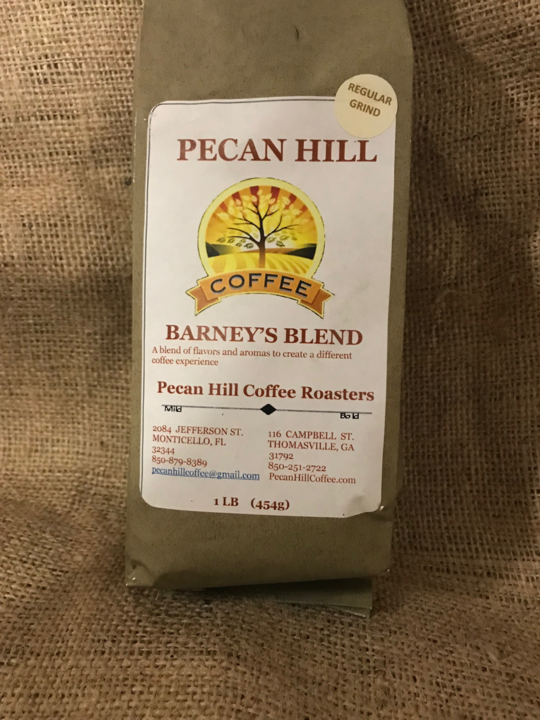 REGULAR
GRIND
PECAN HILL
COFFEE
BARNEY'S BLEND
A blend of flavors and aromas to create a different
coffee experience
Pecan Hill Coffee Roasters
Mild Bold
2084 JEFFERSON ST.
MONTICELLO, FL
32344
850-879-8389
pecanhillcoffee@gmail.com
116 CAMPBELL ST.
THOMASVILLE, GA
31792
850-251-2722
PecanHillCoffee.com
1 LB (454g)